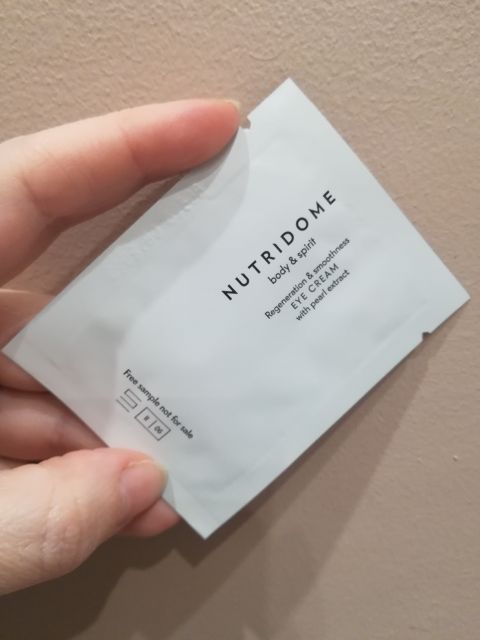 NUTRIDOME
body & spirit
Regeneration & smoothness
EYE CREAM
with pearl extract
Free sample not for sale